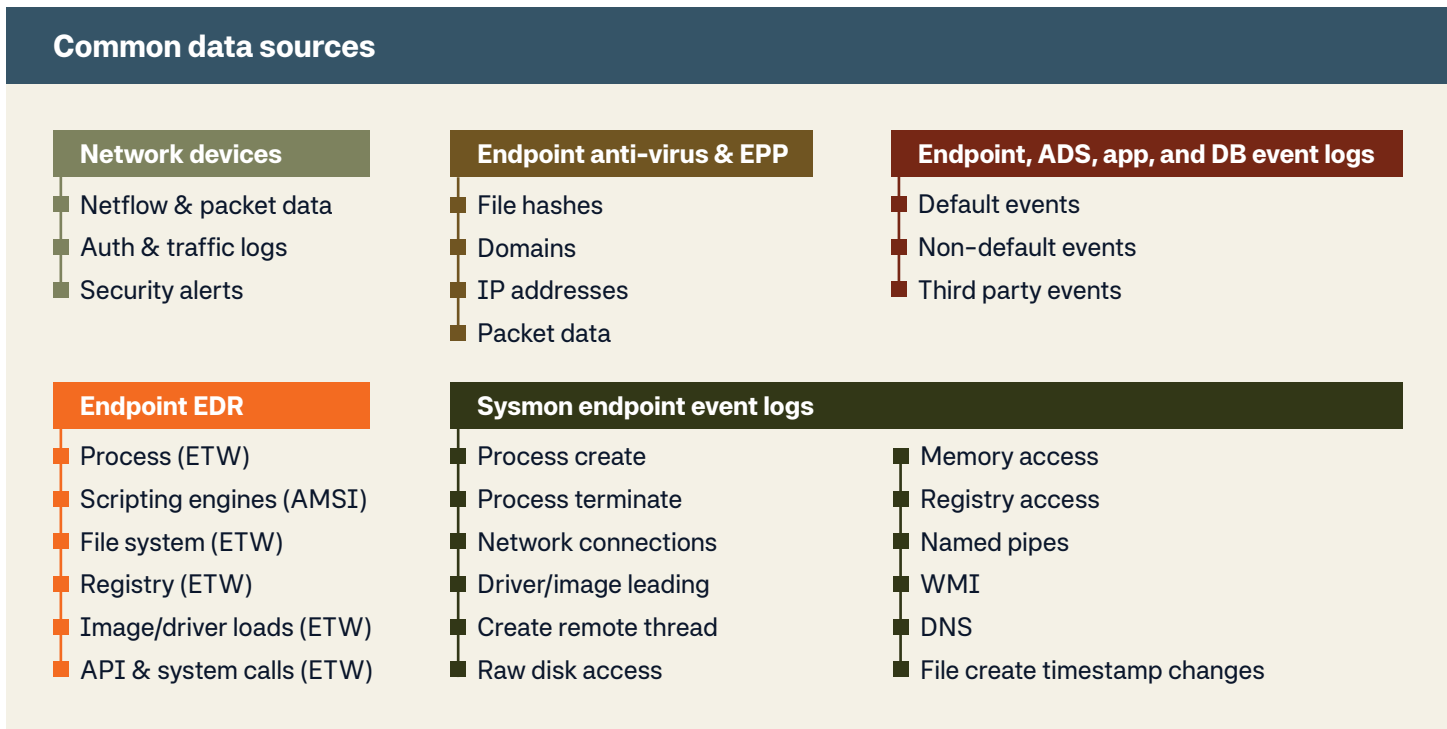 Common data sources
Network devices
Netflow & packet data
Auth & traffic logs
Security alerts
Endpoint anti-virus & EPP
File hashes
Domains
IP addresses
Packet data
Endpoint, ADS, app, and DB event logs
Default events
Non-default events
Third party events
Endpoint EDR
Process (ETW)
Scripting engines (AMSI)
File system (ETW)
Registry (ETW)
Image/driver loads (ETW)
API & system calls (ETW)
Sysmon endpoint event logs
Process create
Process terminate
Network connections
Driver/image leading
Create remote thread
Raw disk access
Memory access
Registry access
Named pipes
WMI
DNS
File create timestamp changes